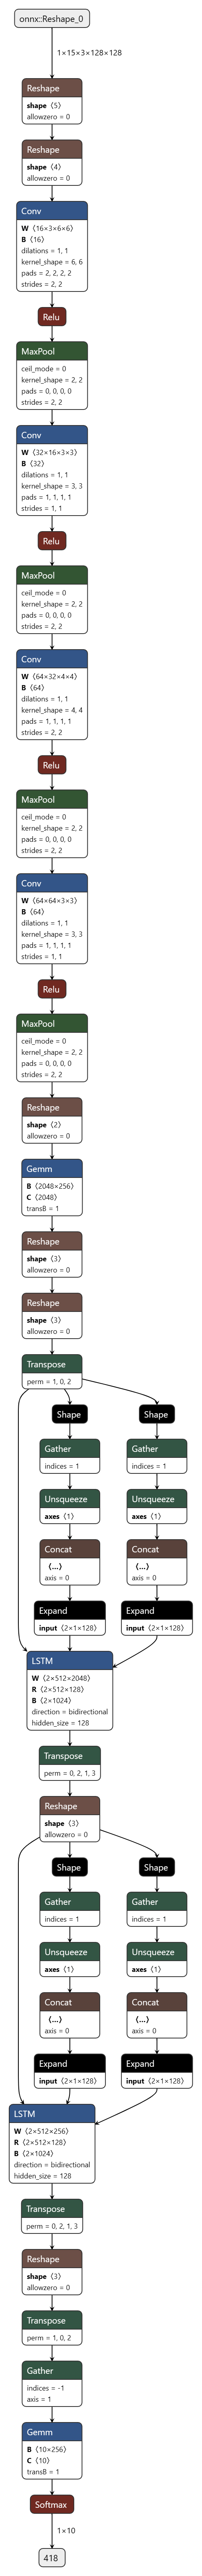 onnx::Reshape_0
1×15×3×128×128
Reshape
shape ⟨5⟩
allowzero = 0
Reshape
shape ⟨4⟩
allowzero = 0
Conv
W ⟨16×3×6×6⟩
B ⟨16⟩
dilations = 1, 1
kernel_shape = 6, 6
pads = 2, 2, 2, 2
strides = 2, 2
Relu
MaxPool
ceil_mode = 0
kernel_shape = 2, 2
pads = 0, 0, 0, 0
strides = 2, 2
Conv
W ⟨32×16×3×3⟩
B ⟨32⟩
dilations = 1, 1
kernel_shape = 3, 3
pads = 1, 1, 1, 1
strides = 1, 1
Relu
MaxPool
ceil_mode = 0
kernel_shape = 2, 2
pads = 0, 0, 0, 0
strides = 2, 2
Conv
W ⟨64×32×4×4⟩
B ⟨64⟩
dilations = 1, 1
kernel_shape = 4, 4
pads = 1, 1, 1, 1
strides = 2, 2
Relu
MaxPool
ceil_mode = 0
kernel_shape = 2, 2
pads = 0, 0, 0, 0
strides = 2, 2
Conv
W ⟨64×64×3×3⟩
B ⟨64⟩
dilations = 1, 1
kernel_shape = 3, 3
pads = 1, 1, 1, 1
strides = 1, 1
Relu
MaxPool
ceil_mode = 0
kernel_shape = 2, 2
pads = 0, 0, 0, 0
strides = 2, 2
Reshape
shape ⟨2⟩
allowzero = 0
Gemm
B ⟨2048×256⟩
C ⟨2048⟩
transB = 1
Reshape
shape ⟨3⟩
allowzero = 0
Reshape
shape ⟨3⟩
allowzero = 0
Transpose
perm = 1, 0, 2
Shape Shape
Gather Gather
indices = 1 indices = 1
Unsqueeze Unsqueeze
axes ⟨1⟩ axes ⟨1⟩
Concat Concat
⟨…⟩ ⟨…⟩
axis = 0 axis = 0
Expand Expand
input ⟨2×1×128⟩ input ⟨2×1×128⟩
LSTM
W ⟨2×512×2048⟩
R ⟨2×512×128⟩
B ⟨2×1024⟩
direction = bidirectional
hidden_size = 128
Transpose
perm = 0, 2, 1, 3
Reshape
shape ⟨3⟩
allowzero = 0
Shape Shape
Gather Gather
indices = 1 indices = 1
Unsqueeze Unsqueeze
axes ⟨1⟩ axes ⟨1⟩
Concat Concat
⟨…⟩ ⟨…⟩
axis = 0 axis = 0
Expand Expand
input ⟨2×1×128⟩ input ⟨2×1×128⟩
LSTM
W ⟨2×512×256⟩
R ⟨2×512×128⟩
B ⟨2×1024⟩
direction = bidirectional
hidden_size = 128
Transpose
perm = 0, 2, 1, 3
Reshape
shape ⟨3⟩
allowzero = 0
Transpose
perm = 1, 0, 2
Gather
indices = -1
axis = 1
Gemm
B ⟨10×256⟩
C ⟨10⟩
transB = 1
Softmax
1×10
418